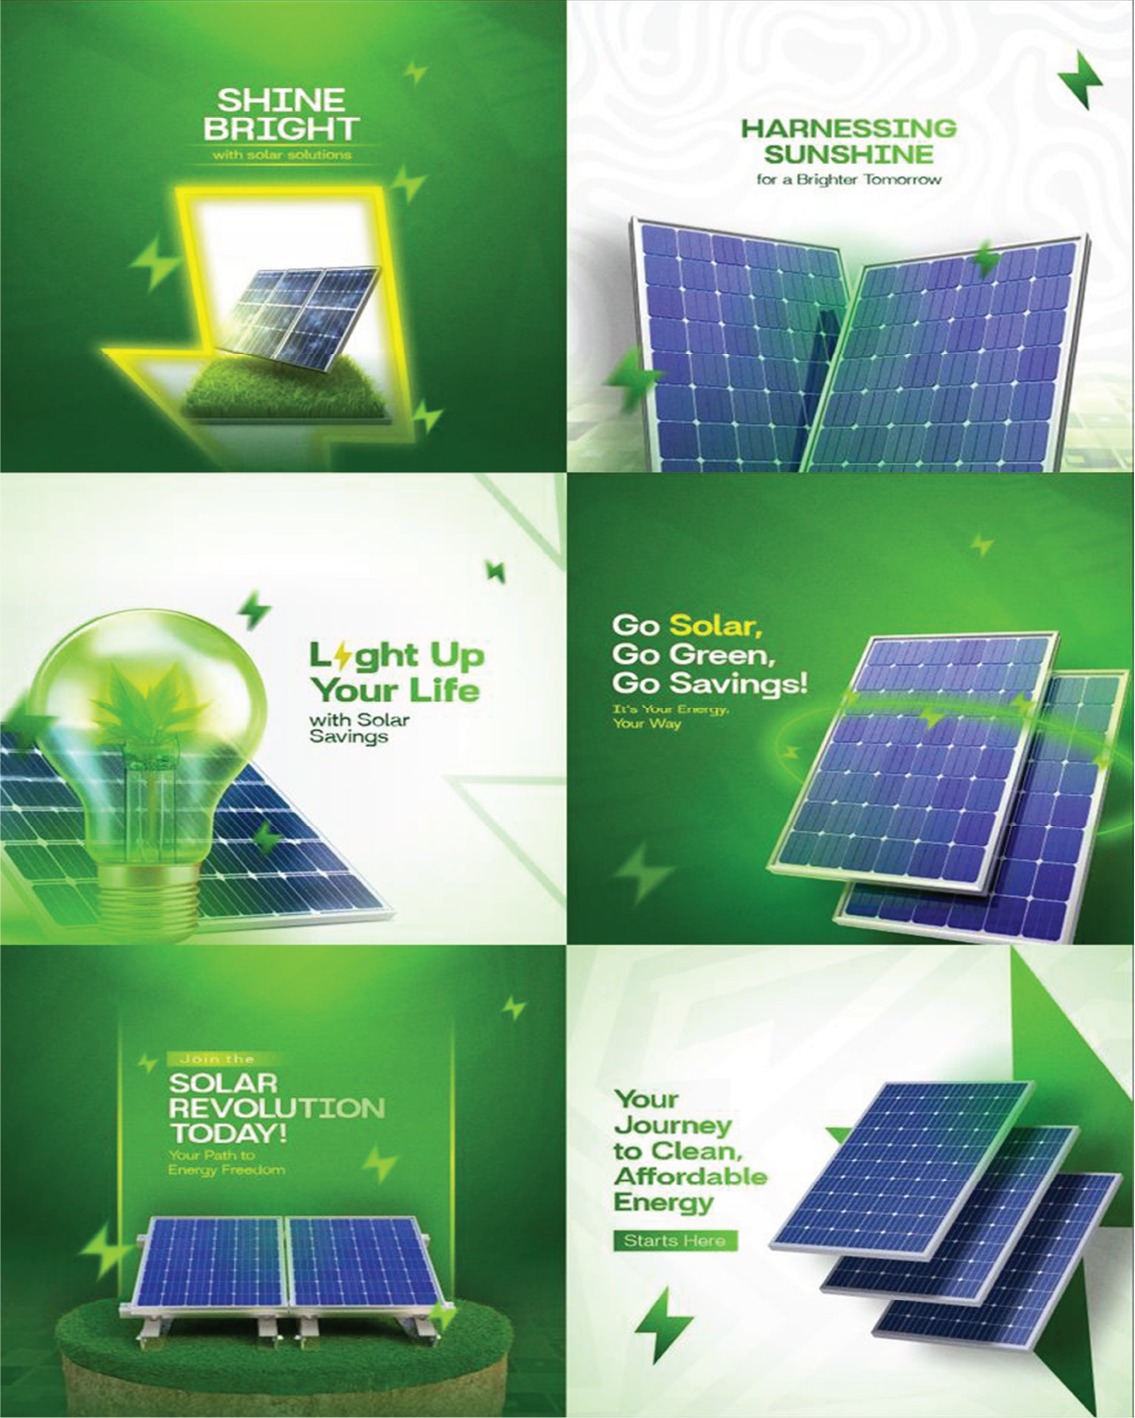 SHINE
BRIGHT
with solar solutions
HARNESSING
SUNSHINE
for a Brighter Tomorrow
Light Up
Your Life
with Solar
Savings
Go Solar,
Go Green,
Go Savings!
It's Your Energy,
Your Way
Join the
SOLAR
REVOLUTION
TODAY!
Your Path to
Energy Freedom
Your
Journey
to Clean,
Affordable
Energy
Starts Here